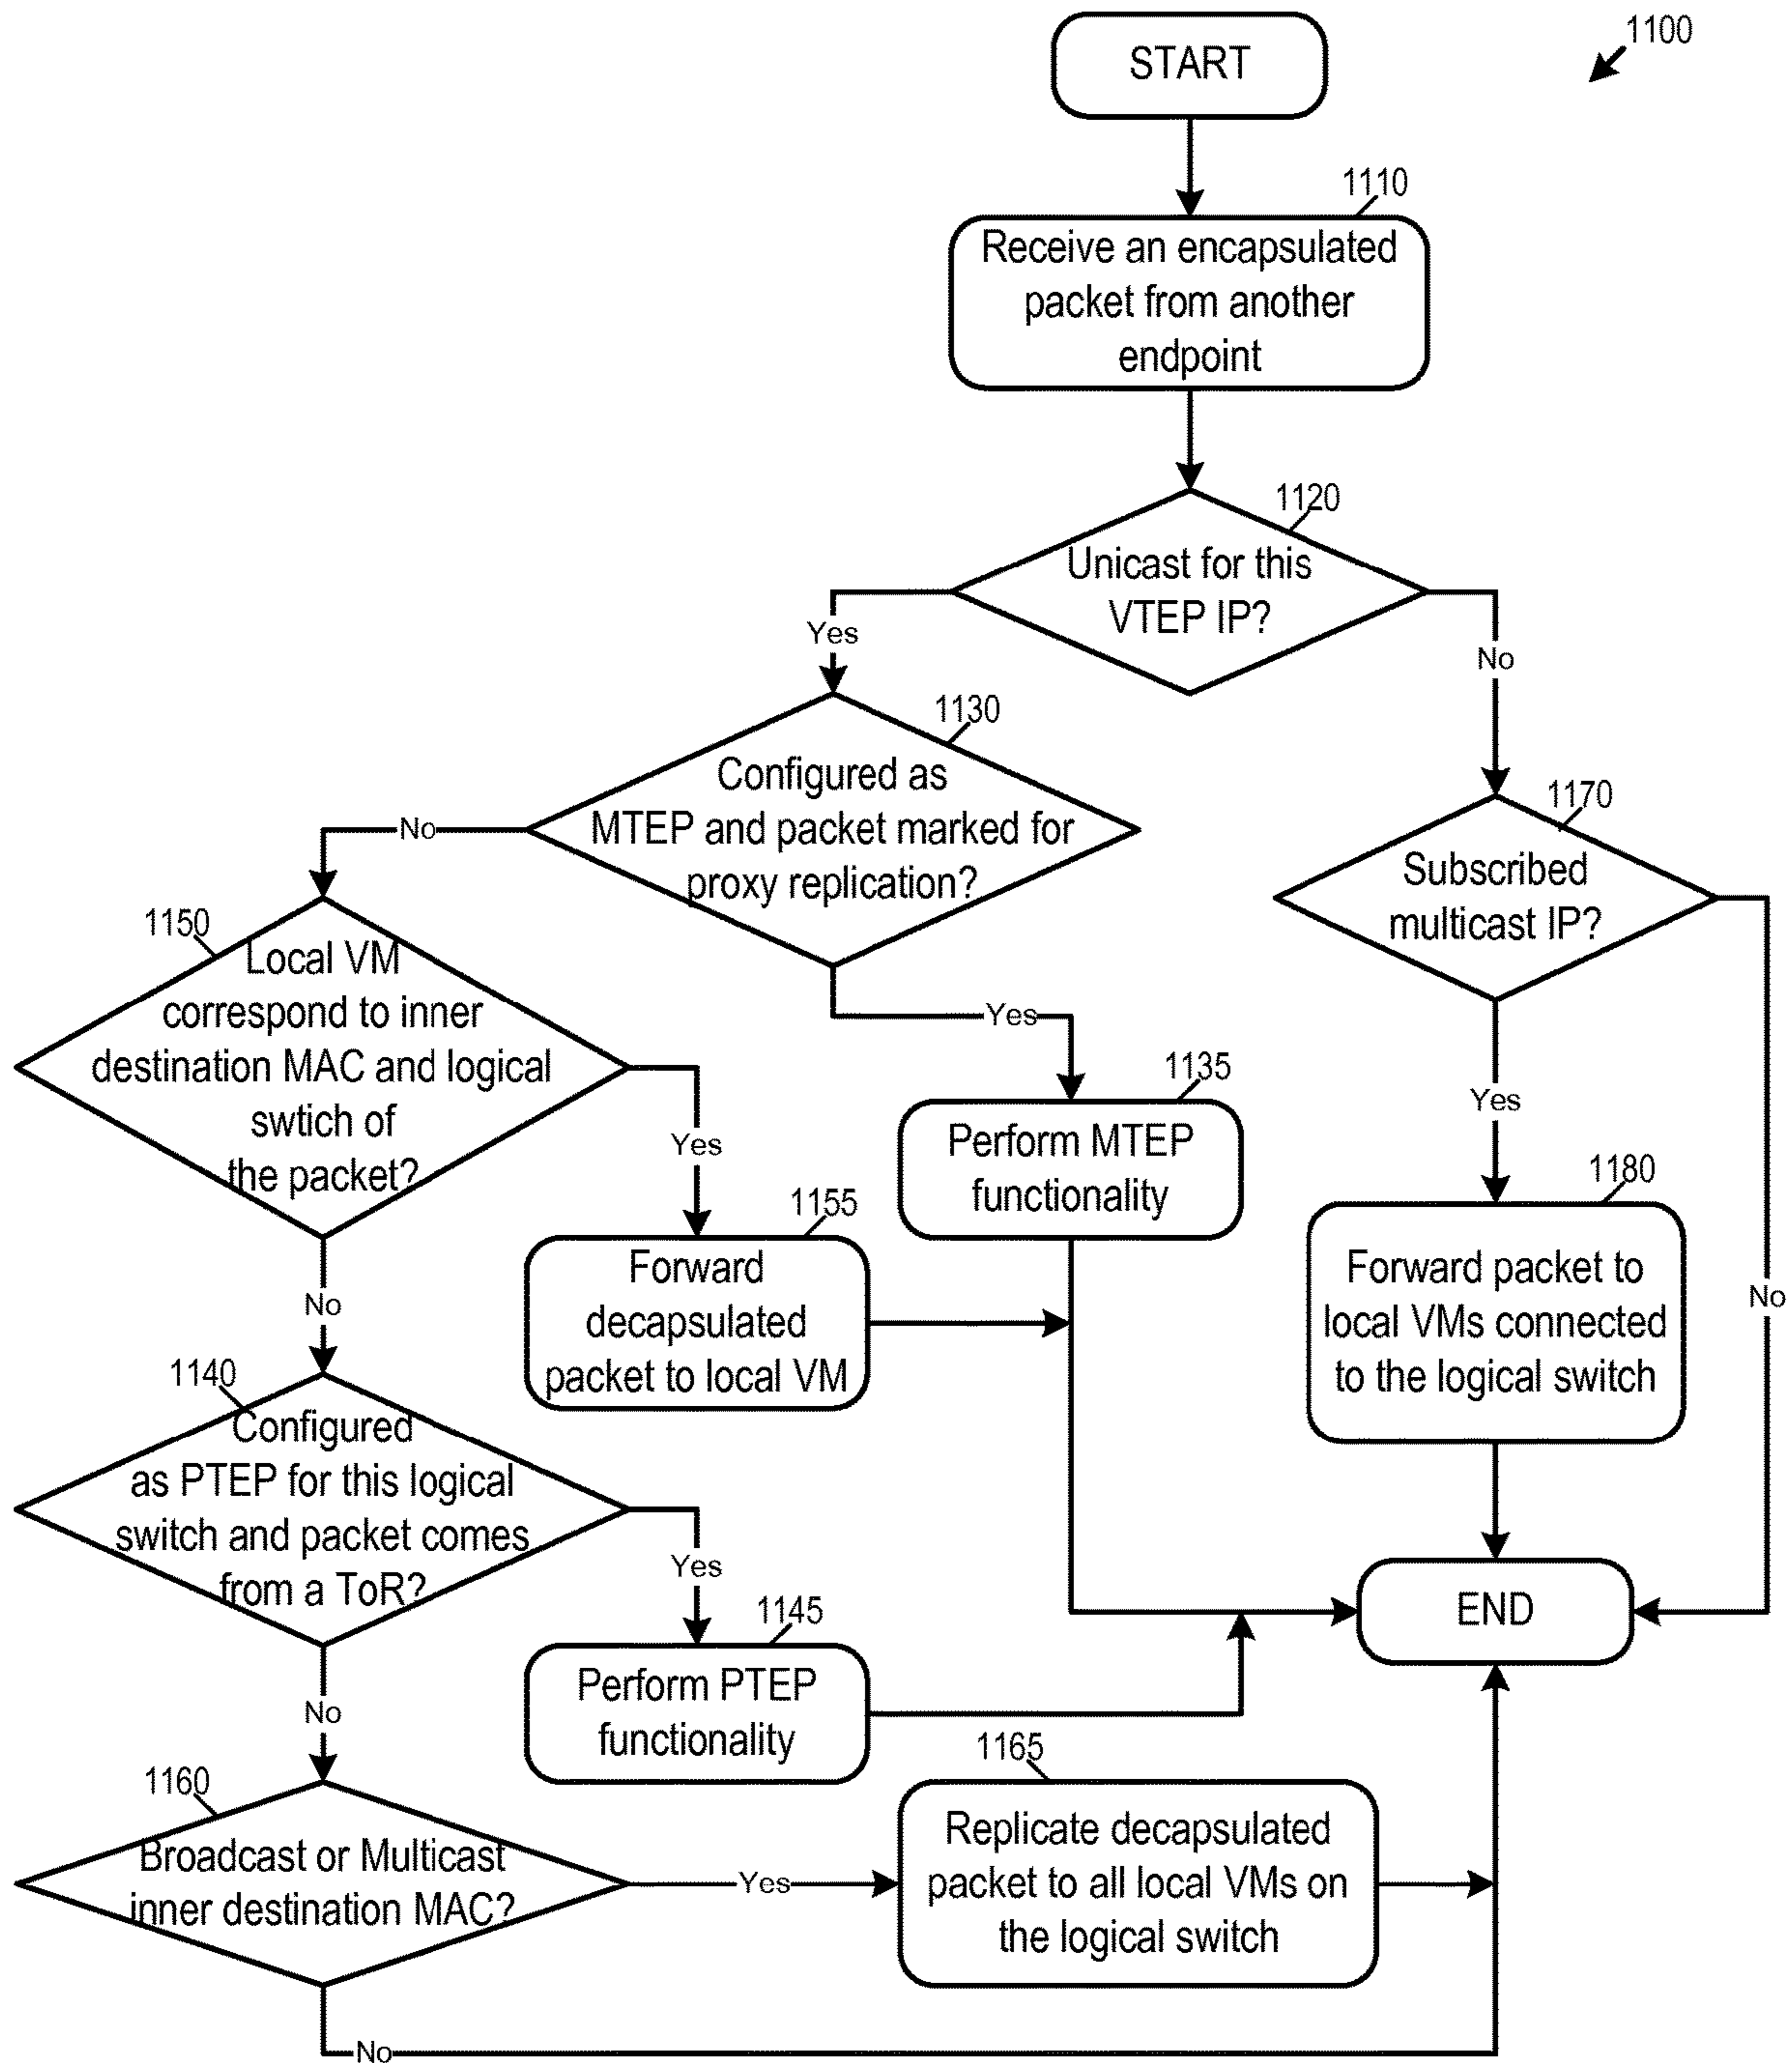 1100
START
1110
Receive an encapsulated
packet from another
endpoint
1120
Unicast for this
VTEP IP?
Yes
No
1130
Configured as
MTEP and packet marked for
proxy replication?
No
Yes
1170
Subscribed
multicast IP?
Yes
No
1150
Local VM
correspond to inner
destination MAC and logical
swtich of
the packet?
Yes
No
1135
Perform MTEP
functionality
1155
Forward
decapsulated
packet to local VM
1180
Forward packet to
local VMs connected
to the logical switch
1140
Configured
as PTEP for this logical
switch and packet comes
from a ToR?
Yes
No
1145
Perform PTEP
functionality
END
1160
Broadcast or Multicast
inner destination MAC?
Yes
No
1165
Replicate decapsulated
packet to all local VMs on
the logical switch